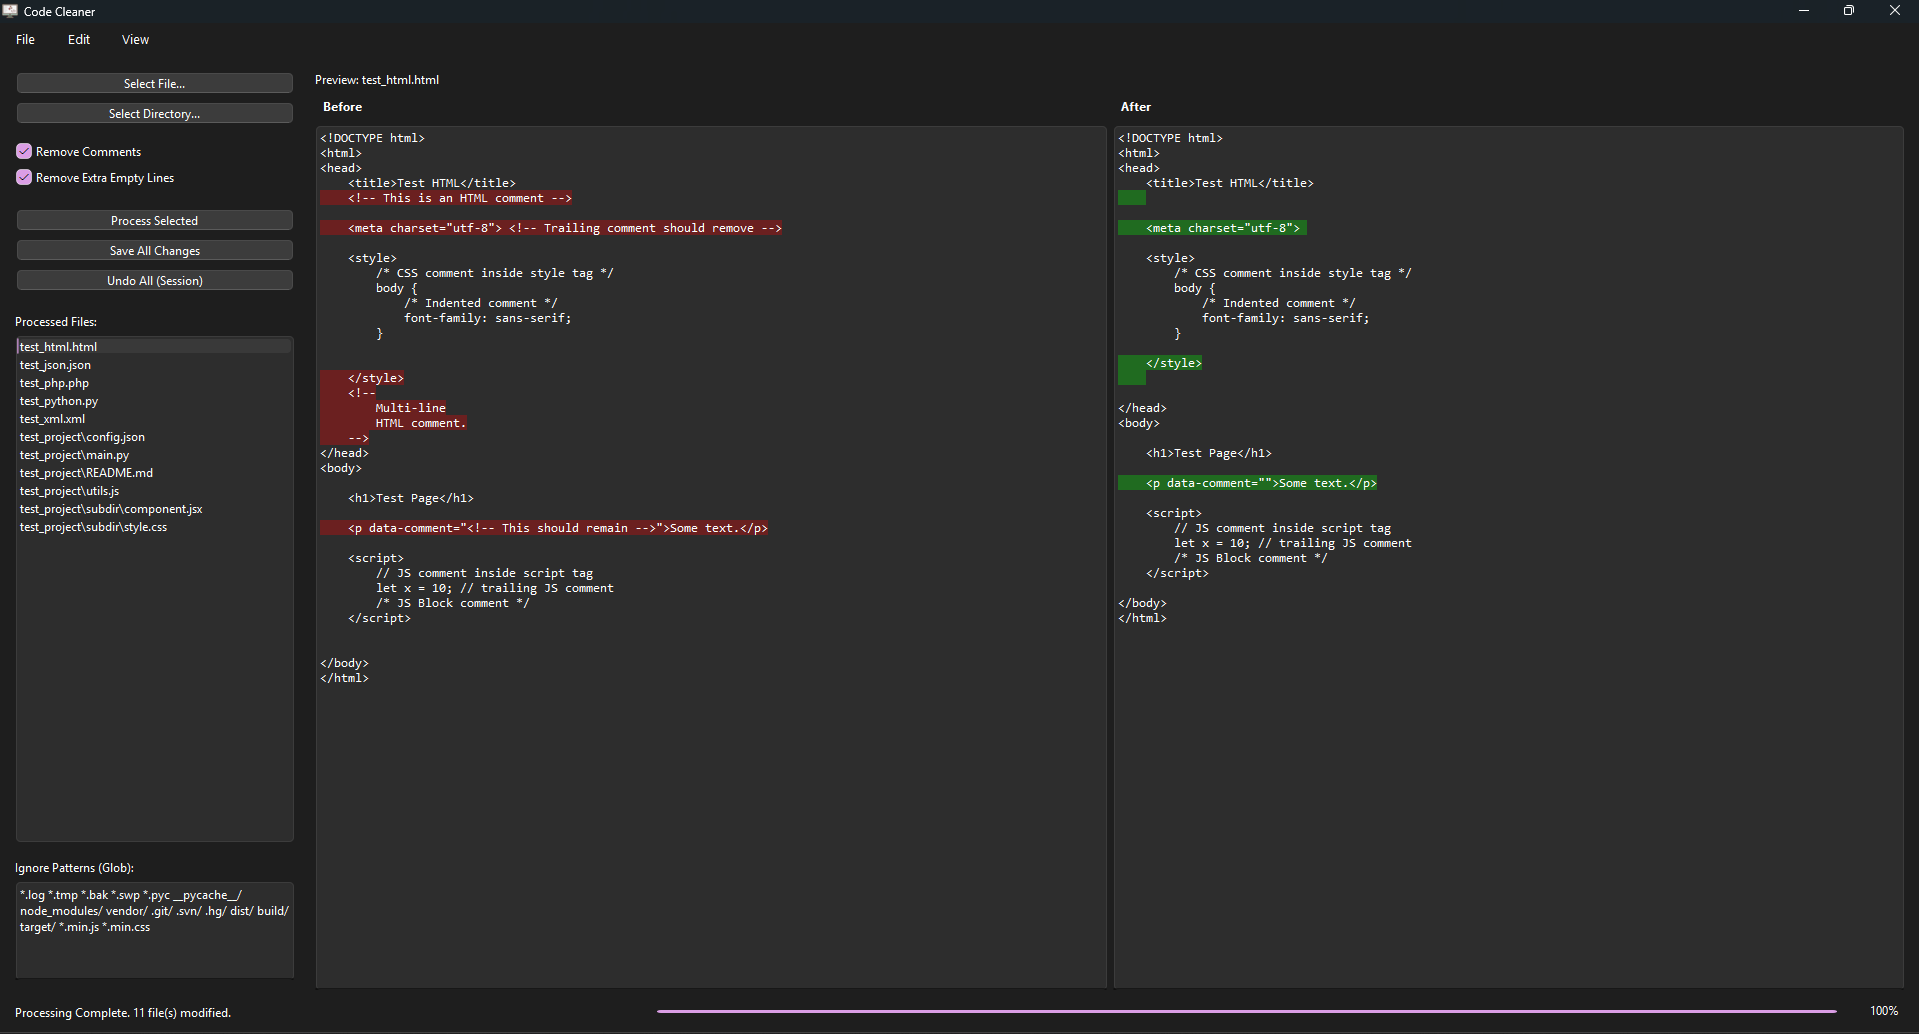 Code Cleaner
File Edit View
Select File...
Select Directory...
Remove Comments
Remove Extra Empty Lines
Process Selected
Save All Changes
Undo All (Session)
Processed Files:
test_html.html
test_json.json
test_php.php
test_python.py
test_xml.xml
test_project\config.json
test_project\main.py
test_project\README.md
test_project\utils.js
test_project\subdir\component.jsx
test_project\subdir\style.css
Ignore Patterns (Glob):
*.log *.tmp *.bak *.swp *.pyc __pycache__/
node_modules/ vendor/ .git/ .svn/ .hg/ dist/ build/
target/ *.min.js *.min.css
Preview: test_html.html
Before
<!DOCTYPE html>
<html>
<head>
    <title>Test HTML</title>
    <!-- This is an HTML comment -->
    <meta charset="utf-8"> <!-- Trailing comment should remove -->
    <style>
        /* CSS comment inside style tag */
        body {
            /* Indented comment */
            font-family: sans-serif;
        }
    </style>
    <!--
        Multi-line
        HTML comment.
    -->
</head>
<body>
    <h1>Test Page</h1>
    <p data-comment="<!-- This should remain -->">Some text.</p>
    <script>
        // JS comment inside script tag
        let x = 10; // trailing JS comment
        /* JS Block comment */
    </script>
</body>
</html>
After
<!DOCTYPE html>
<html>
<head>
    <title>Test HTML</title>
    <meta charset="utf-8">
    <style>
        /* CSS comment inside style tag */
        body {
            /* Indented comment */
            font-family: sans-serif;
        }
    </style>
</head>
<body>
    <h1>Test Page</h1>
    <p data-comment="">Some text.</p>
    <script>
        // JS comment inside script tag
        let x = 10; // trailing JS comment
        /* JS Block comment */
    </script>
</body>
</html>
Processing Complete. 11 file(s) modified.
100%